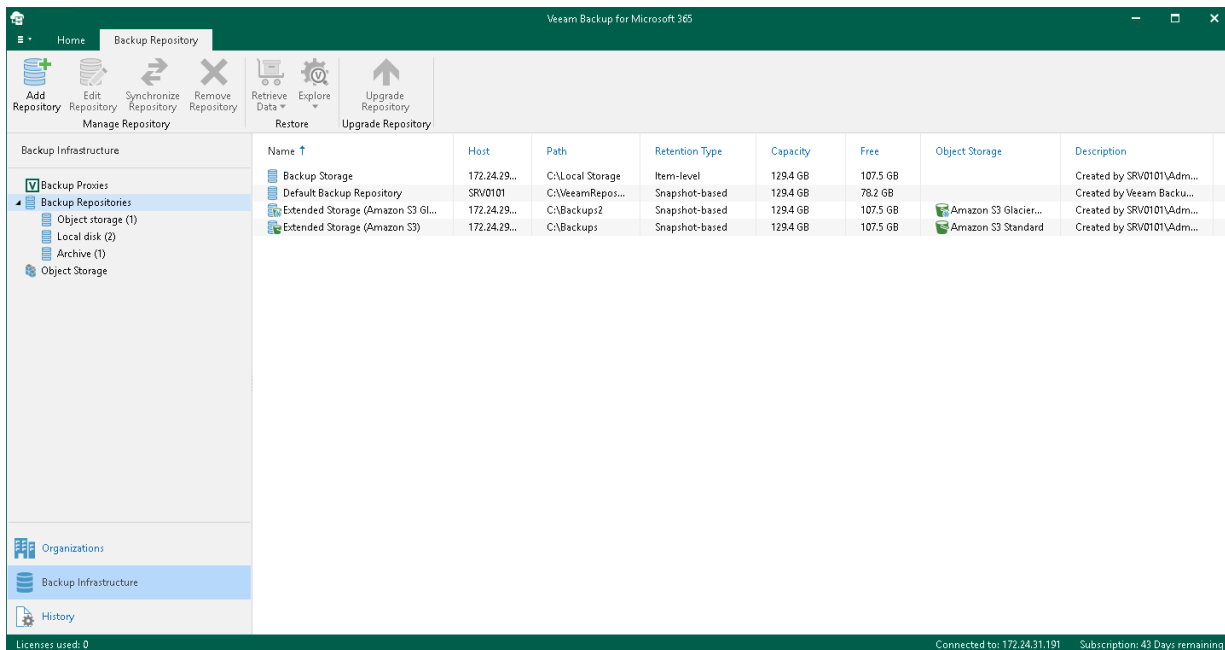 Veeam Backup for Microsoft 365
Home Backup Repository
Add Repository
Edit Repository
Synchronize Repository
Remove Repository
Retrieve Data
Explore
Upgrade Repository
Manage Repository Restore Upgrade Repository
Backup Infrastructure
Backup Proxies
Backup Repositories
Object storage (1)
Local disk (2)
Archive (1)
Object Storage
Name Host Path Retention Type Capacity Free Object Storage Description
Backup Storage 172.24.29... C:\Local Storage Item-level 129.4 GB 107.5 GB Created by SRV0101\Adm...
Default Backup Repository SRV0101 C:\VeeamRepos... Snapshot-based 129.4 GB 78.2 GB Created by Veeam Backu...
Extended Storage (Amazon S3 Gl... 172.24.29... C:\Backups2 Snapshot-based 129.4 GB 107.5 GB Amazon S3 Glacier... Created by SRV0101\Adm...
Extended Storage (Amazon S3) 172.24.29... C:\Backups Snapshot-based 129.4 GB 107.5 GB Amazon S3 Standard Created by SRV0101\Adm...
Organizations
Backup Infrastructure
History
Licenses used: 0 Connected to: 172.24.31.191 Subscription: 43 Days remaining